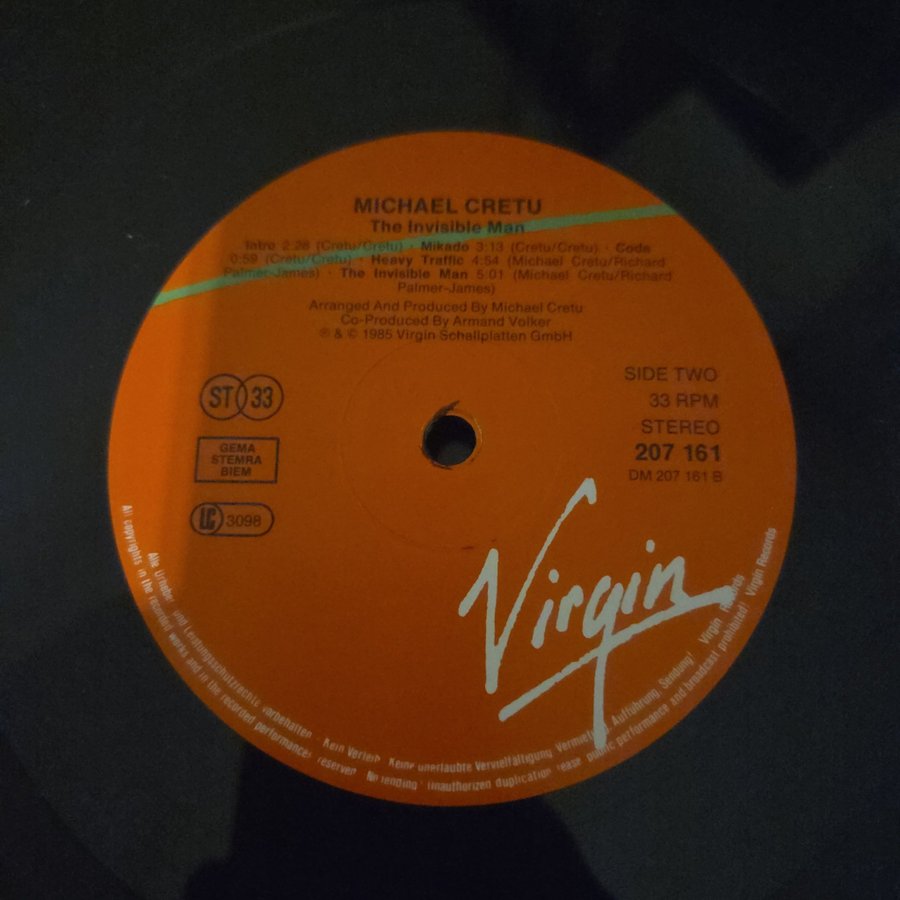 MICHAEL CRETU
The Invisible Man
Intro 2:28 (Cretu/Cretu) · Mikado 3:13 (Cretu/Cretu) · Coda
0:59 (Cretu/Cretu) · Heavy Traffic 4:54 (Michael Cretu/Richard
Palmer-James) · The Invisible Man 5:01 (Michael Cretu/Richard
Palmer-James)
Arranged And Produced By Michael Cretu
Co-Produced By Armand Volker
℗ & © 1985 Virgin Schallplatten GmbH
ST 33
GEMA
STEMRA
BIEM
LC 3098
SIDE TWO
33 RPM
STEREO
207 161
DM 207 161 B
Virgin
Alle Urheber- und Leistungsschutzrechte vorbehalten · Kein Verleih · Keine unerlaubte Vervielfältigung, Aufführung, Sendung! Virgin Records
All copyrights in the recorded works and in the recorded performances reserved · No lending · unauthorized duplication public performance and broadcast prohibited! Virgin Records